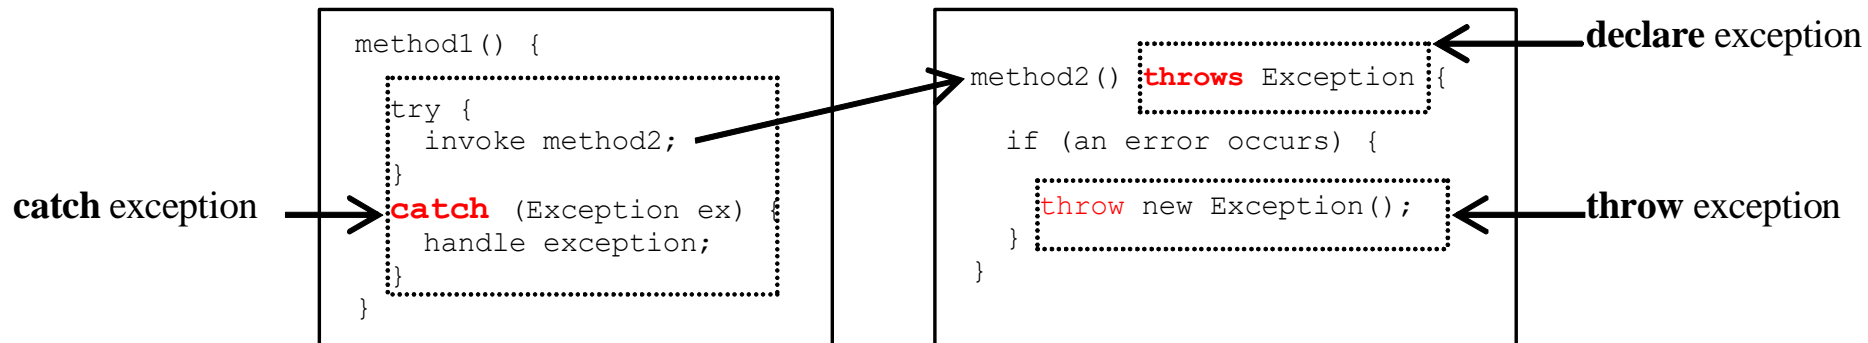 catch exception
method1() {
try {
invoke method2;
}
catch (Exception ex) {
handle exception;
}
}
method2() throws Exception {
if (an error occurs) {
throw new Exception();
}
}
declare exception
throw exception